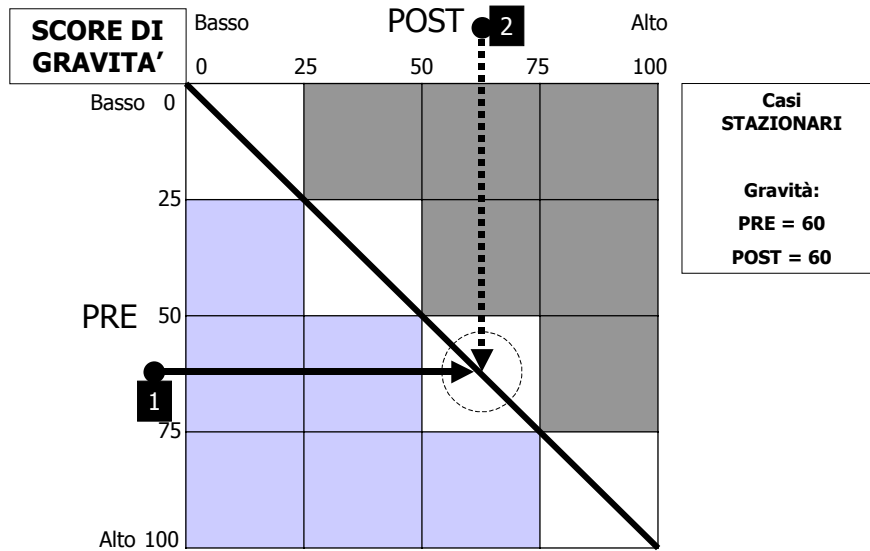 SCORE DI
GRAVITA’
Basso POST 2 Alto
0 25 50 75 100
Basso 0
25
PRE 50
1
75
Alto 100
Casi
STAZIONARI
Gravità:
PRE = 60
POST = 60